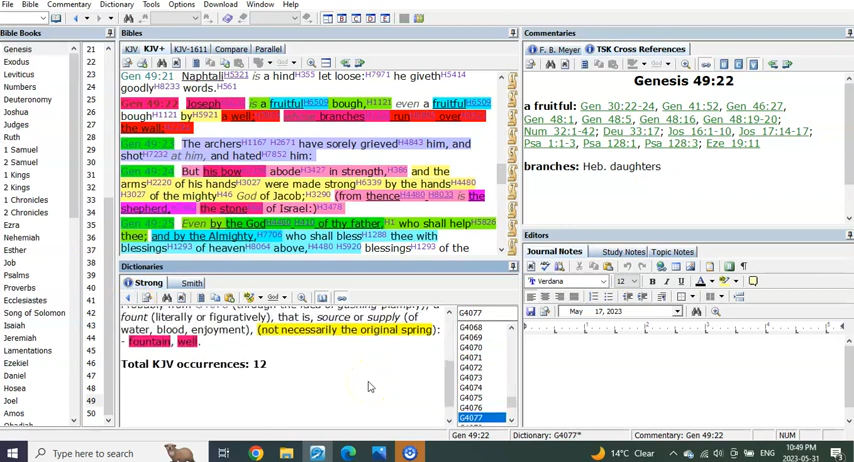 File Bible Commentary Dictionary Tools Options Download Window Help
Bible Books
Genesis
Exodus
Leviticus
Numbers
Deuteronomy
Joshua
Judges
Ruth
1 Samuel
2 Samuel
1 Kings
2 Kings
1 Chronicles
2 Chronicles
Ezra
Nehemiah
Esther
Job
Psalms
Proverbs
Ecclesiastes
Song of Solomon
Isaiah
Jeremiah
Lamentations
Ezekiel
Daniel
Hosea
Joel
Amos
Obadiah
21
22
23
24
25
26
27
28
29
30
31
32
33
34
35
36
37
38
39
40
41
42
43
44
45
46
47
48
49
50
Bibles
KJV KJV+ KJV-1611 Compare Parallel
Gen 49:21 Naphtali H5321 is a hind H355 let loose: H7971 he giveth H5414
goodly H8233 words. H561
Gen 49:22 Joseph is a fruitful H6509 bough, H1121 even a fruitful H6509
bough H1121 by H5921 a well; whose branches run over
the wall:
Gen 49:23 The archers H1167 H2671 have sorely grieved H4843 him, and
shot H7232 at him, and hated H7852 him:
Gen 49:24 But his bow abode H3427 in strength, H386 and the
arms H2220 of his hands H3027 were made strong H6339 by the hands H4480
H3027 of the mighty H46 God of Jacob; H3290 (from thence H4480 H8033 is the
shepherd, the stone of Israel:) H3478
Gen 49:25 Even by the God H4480 H410 of thy father, H1 who shall help H5826
thee; and by the Almighty, H7706 who shall bless H1288 thee with
blessings H1293 of heaven H8064 above, H4480 H5920 blessings H1293 of the
Dictionaries
Strong Smith
fount (literally or figuratively), that is, source or supply (of
water, blood, enjoyment), (not necessarily the original spring):
- fountain, well.
Total KJV occurrences: 12
G4077
G4068
G4069
G4070
G4071
G4072
G4073
G4074
G4075
G4076
G4077
Commentaries
F. B. Meyer TSK Cross References
Genesis 49:22
a fruitful: Gen 30:22-24, Gen 41:52, Gen 46:27,
Gen 48:1, Gen 48:5, Gen 48:16, Gen 48:19-20;
Num 32:1-42; Deu 33:17; Jos 16:1-10, Jos 17:14-17;
Psa 1:1-3, Psa 128:1, Psa 128:3; Eze 19:11
branches: Heb. daughters
Editors
Journal Notes Study Notes Topic Notes
Verdana 12 B I U
May 17, 2023
1 2 3 4 5
Gen 49:22 Dictionary: G4077* Commentary: Gen 49:22 NUM
Type here to search
14°C Clear
10:49 PM
2023-05-31